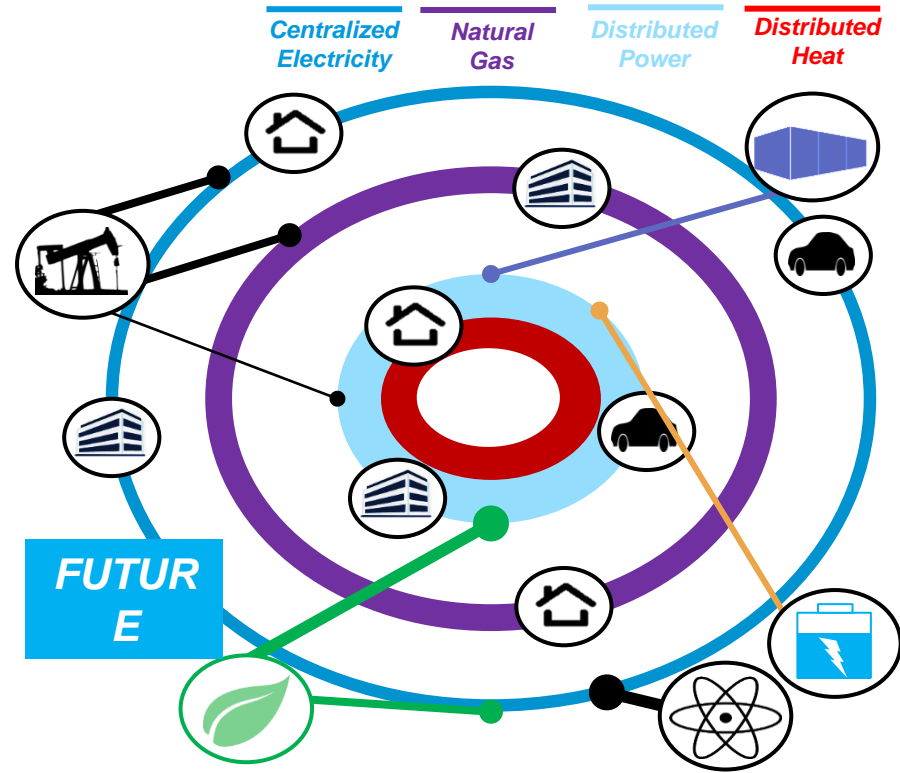 Centralized
Electricity
Natural
Gas
Distributed
Power
Distributed
Heat
FUTUR
E